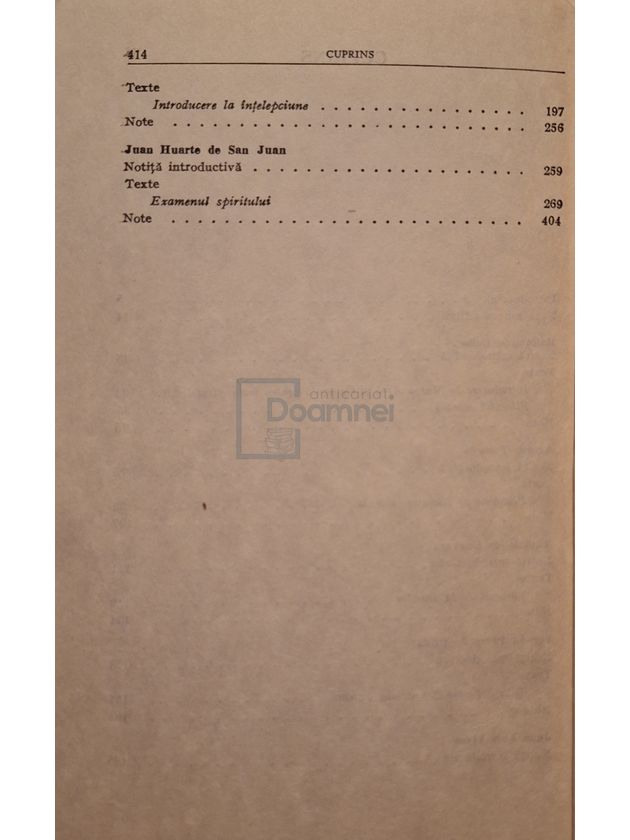 414 CUPRINS
Texte
Introducere la înțelepciune . . . . . . . . . . . . . . . . 197
Note . . . . . . . . . . . . . . . . . . . . . . . . 256
Juan Huarte de San Juan
Notiță introductivă . . . . . . . . . . . . . . . . . . . . 259
Texte
Examenul spiritului 269
Note . . . . . . . . . . . . . . . . . . . . . . . . 404
anticariat
Doamnei